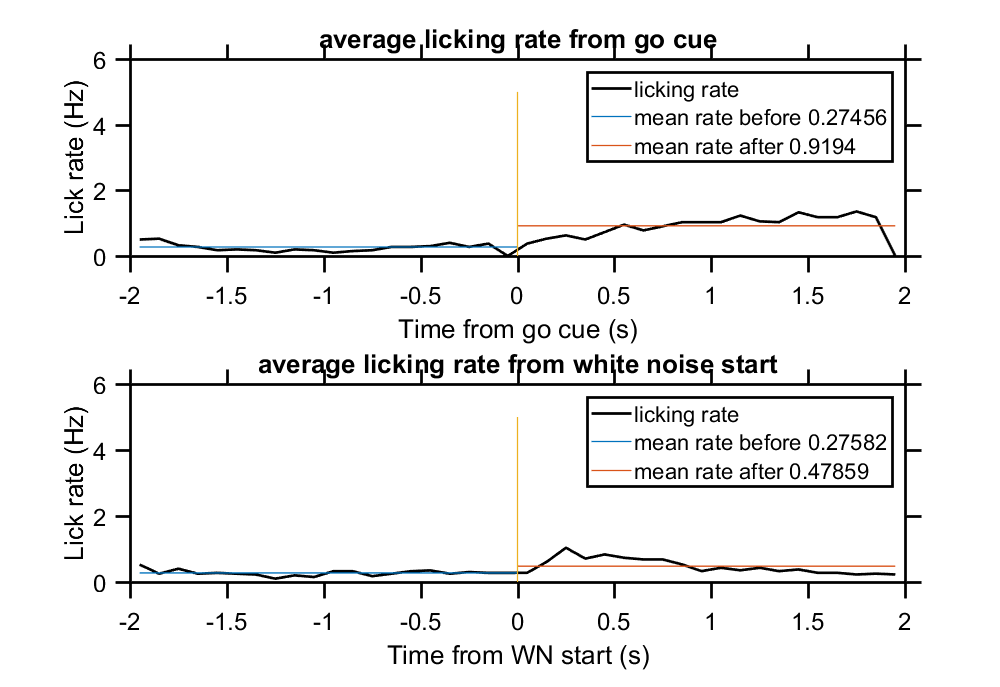 average licking rate from go cue
6
4
2
0
Lick rate (Hz)
licking rate
mean rate before 0.27456
mean rate after 0.9194
-2 -1.5 -1 -0.5 0 0.5 1 1.5 2
Time from go cue (s)
average licking rate from white noise start
6
4
2
0
Lick rate (Hz)
licking rate
mean rate before 0.27582
mean rate after 0.47859
-2 -1.5 -1 -0.5 0 0.5 1 1.5 2
Time from WN start (s)